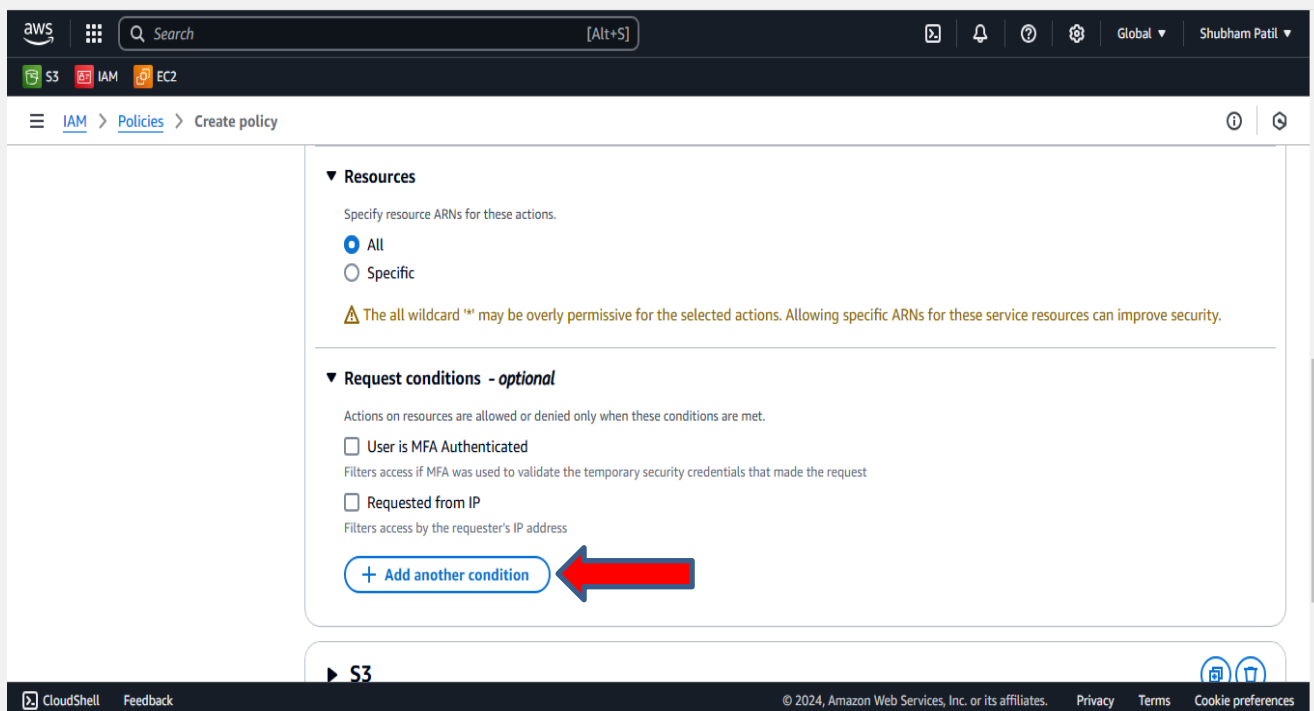 aws
Search [Alt+S] Global ▼ Shubham Patil ▼
S3 IAM EC2
IAM > Policies > Create policy
▼ Resources
Specify resource ARNs for these actions.
All
Specific
The all wildcard '*' may be overly permissive for the selected actions. Allowing specific ARNs for these service resources can improve security.
▼ Request conditions - optional
Actions on resources are allowed or denied only when these conditions are met.
User is MFA Authenticated
Filters access if MFA was used to validate the temporary security credentials that made the request
Requested from IP
Filters access by the requester's IP address
+ Add another condition
▶ S3
CloudShell Feedback © 2024, Amazon Web Services, Inc. or its affiliates. Privacy Terms Cookie preferences